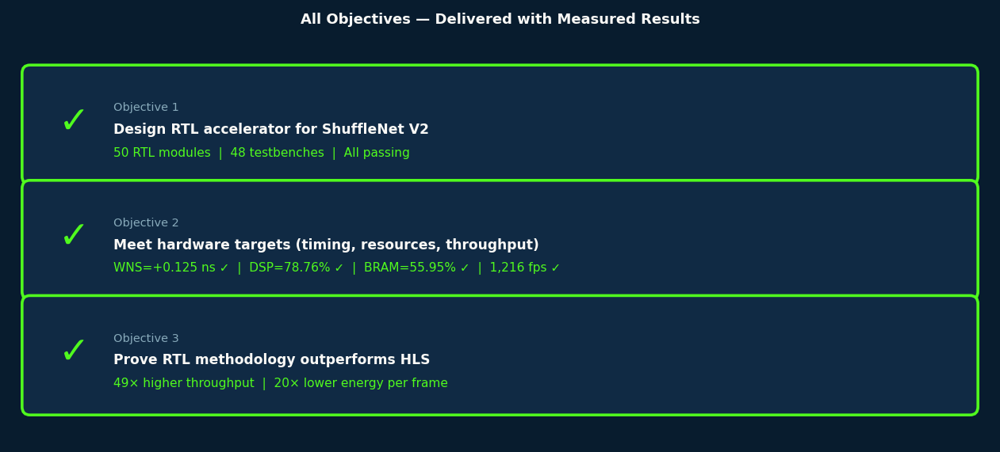 All Objectives — Delivered with Measured Results
✓
Objective 1
Design RTL accelerator for ShuffleNet V2
50 RTL modules | 48 testbenches | All passing
✓
Objective 2
Meet hardware targets (timing, resources, throughput)
WNS=+0.125 ns ✓ | DSP=78.76% ✓ | BRAM=55.95% ✓ | 1,216 fps ✓
✓
Objective 3
Prove RTL methodology outperforms HLS
49× higher throughput | 20× lower energy per frame